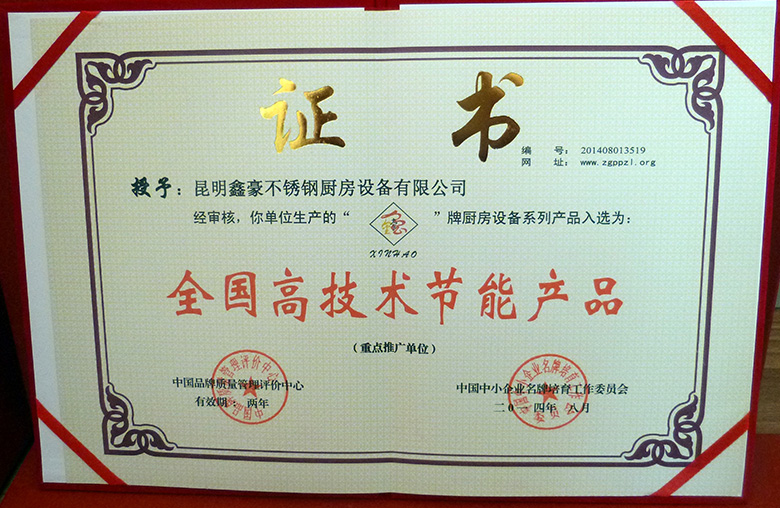 证书
编 号：201408013519
网 址：www.zgppzl.org
授予：昆明鑫豪不锈钢厨房设备有限公司
经审核，你单位生产的“ ”牌厨房设备系列产品入选为：
XINHAO
全国高技术节能产品
（重点推广单位）
中国品牌质量管理评价中心
有效期：两年
中国中小企业名牌培育工作委员会
二〇一四年 八月